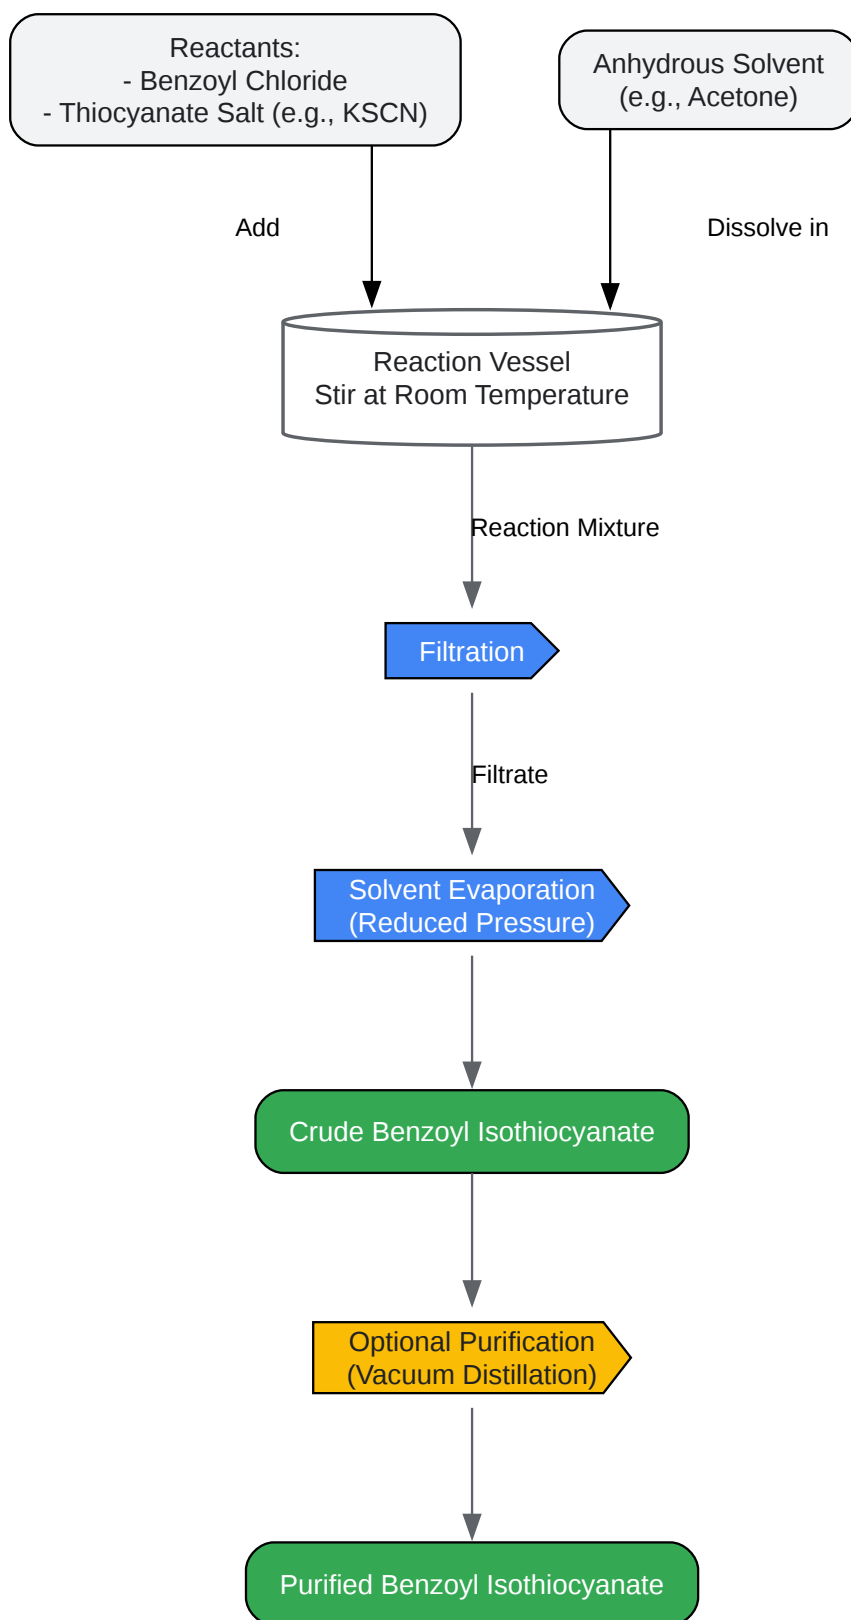 Reactants:
- Benzoyl Chloride
- Thiocyanate Salt (e.g., KSCN)
Anhydrous Solvent
(e.g., Acetone)
Add
Dissolve in
Reaction Vessel
Stir at Room Temperature
Reaction Mixture
Filtration
Filtrate
Solvent Evaporation
(Reduced Pressure)
Crude Benzoyl Isothiocyanate
Optional Purification
(Vacuum Distillation)
Purified Benzoyl Isothiocyanate